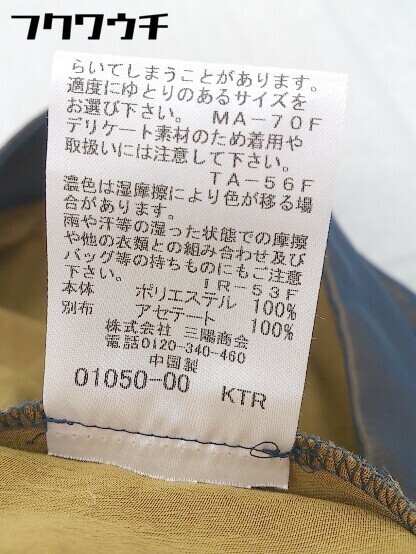 フクワウチ
らいてしまうことがあります。
適度にゆとりのあるサイズを
お選び下さい。 MA-70F
デリケート素材のため着用や
取扱いには注意して下さい。
TA-56F
濃色は湿摩擦により色が移る場
合があります。
雨や汗等の湿った状態での摩擦
や他の衣類との組み合わせ及び
バッグ等の持ちものにもご注意
下さい。 IR-53F
本体 ポリエステル 100%
別布 アセテート 100%
株式会社 三陽商会
電話0120-340-460
中国製
01050-00 KTR